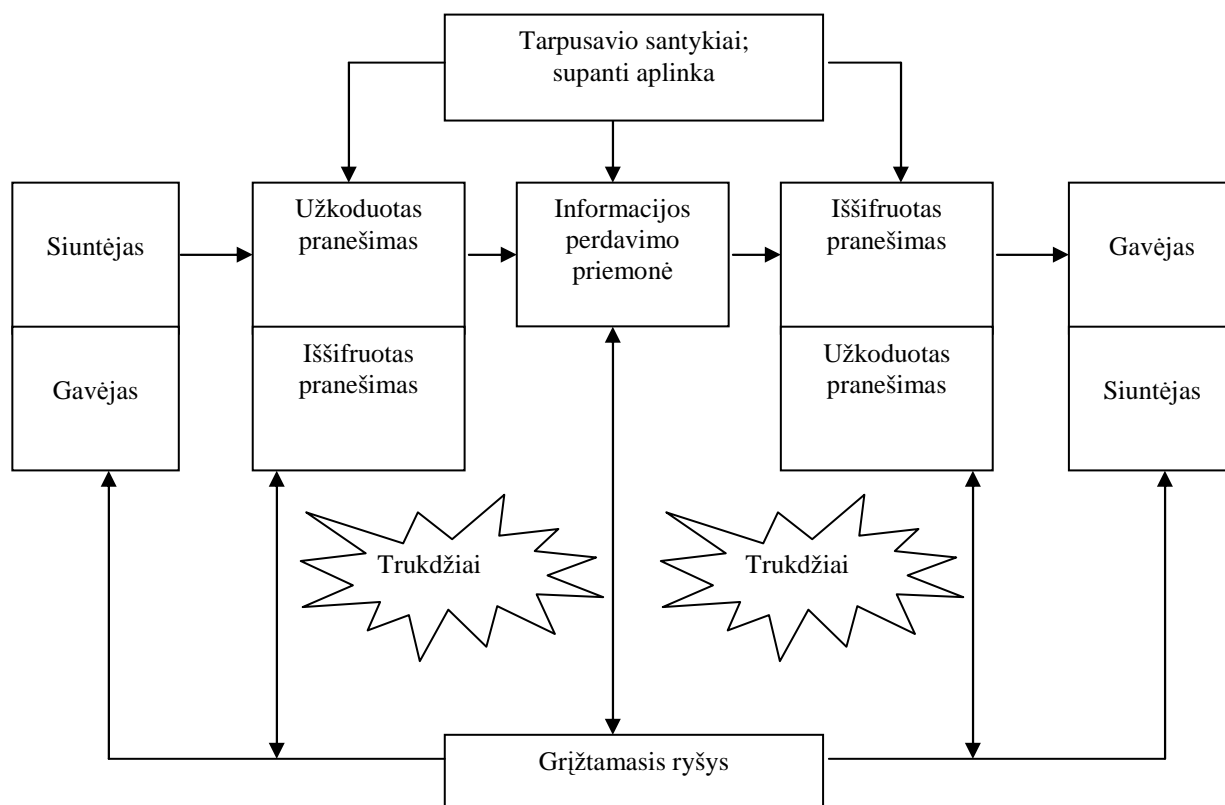 Tarpusavio santykiai;
supanti aplinka
Siuntėjas
Užkoduotas
pranešimas
Informacijos
perdavimo
priemonė
Iššifruotas
pranešimas
Gavėjas
Gavėjas
Iššifruotas
pranešimas
Užkoduotas
pranešimas
Siuntėjas
Trukdžiai
Trukdžiai
Grįžtamasis ryšys